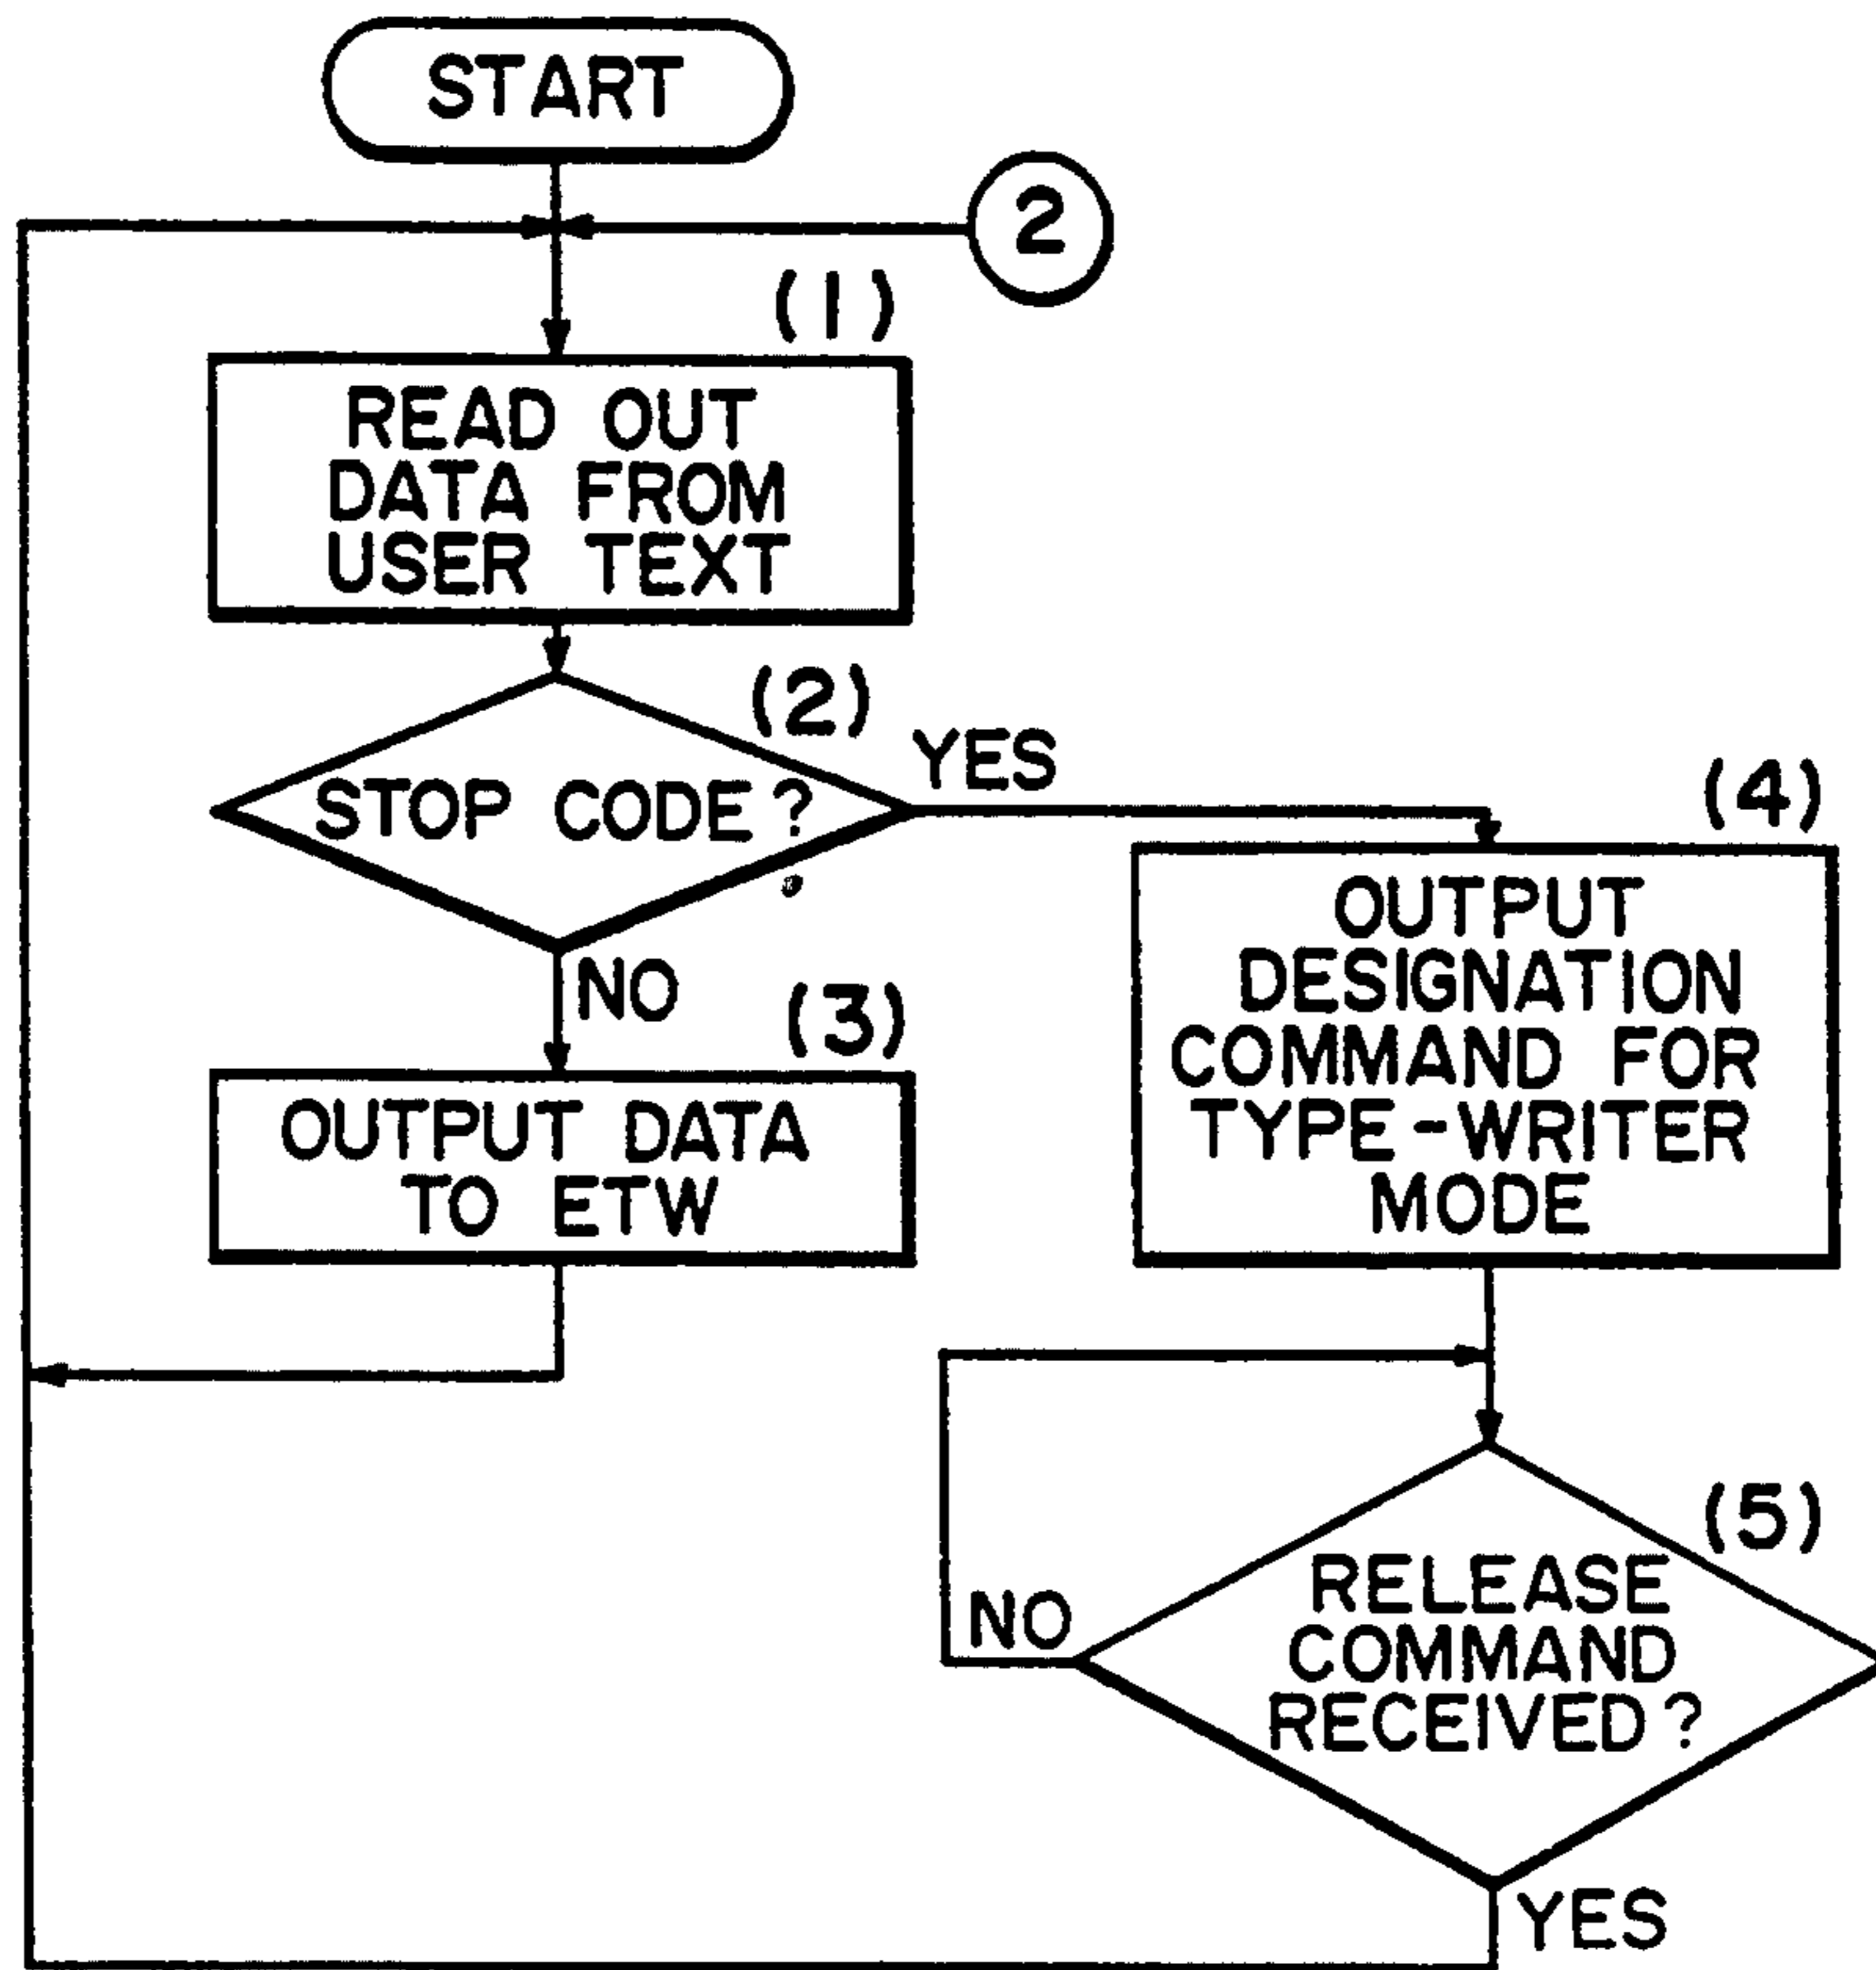 START
2
(1)
READ OUT
DATA FROM
USER TEXT
(2)
STOP CODE?
YES
NO
(3)
OUTPUT DATA
TO ETW
(4)
OUTPUT
DESIGNATION
COMMAND FOR
TYPE-WRITER
MODE
(5)
RELEASE
COMMAND
RECEIVED?
NO
YES